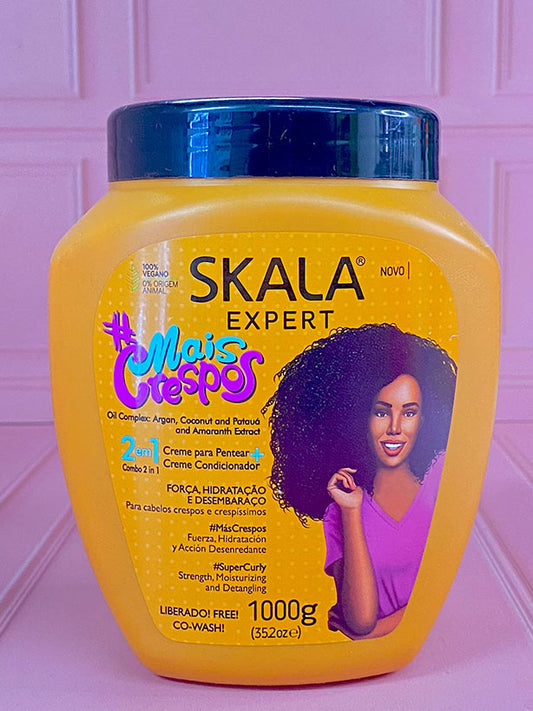 100%
VEGANO
0% ORIGEM
ANIMAL
SKALA®
NOVO
EXPERT
#Mais
Crespos
Oil Complex: Argan, Coconut and Patauá
and Amaranth Extract
2 em 1
Combo 2 in 1
Creme para Pentear +
Creme Condicionador
FORÇA, HIDRATAÇÃO
E DESEMBARAÇO
Para cabelos crespos e crespíssimos
#MásCrespos
Fuerza, Hidratación
y Acción Desenredante
#SuperCurly
Strength, Moisturizing
and Detangling
LIBERADO! FREE!
CO-WASH!
1000g
(35.2oz℮)